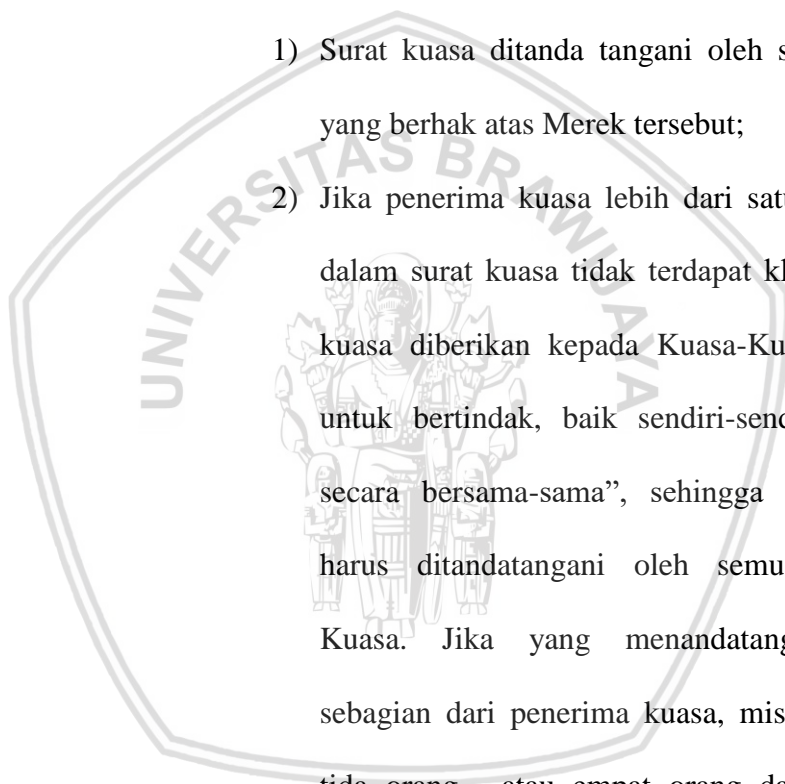 1) Surat kuasa ditanda tangani oleh
yang berhak atas Merek tersebut;
2) Jika penerima kuasa lebih dari
dalam surat kuasa tidak terdapat
kuasa diberikan kepada
untuk bertindak, baik
secara bersama-sama”, sehingga
harus ditandatangani oleh
Kuasa. Jika yang
sebagian dari penerima kuasa,
UNIVERSITAS BRAWIJAYA